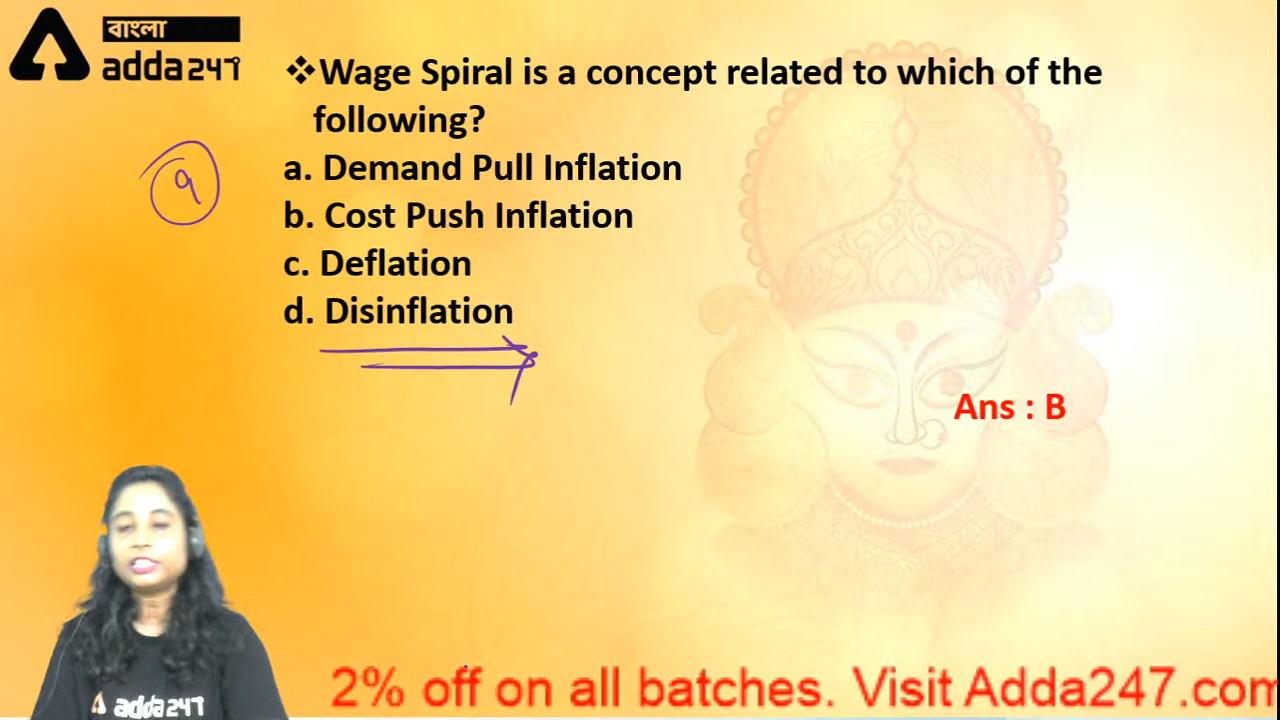 বাংলা
adda247
❖Wage Spiral is a concept related to which of the
following?
a. Demand Pull Inflation
b. Cost Push Inflation
c. Deflation
d. Disinflation
Ans : B
adda247
2% off on all batches. Visit Adda247.com